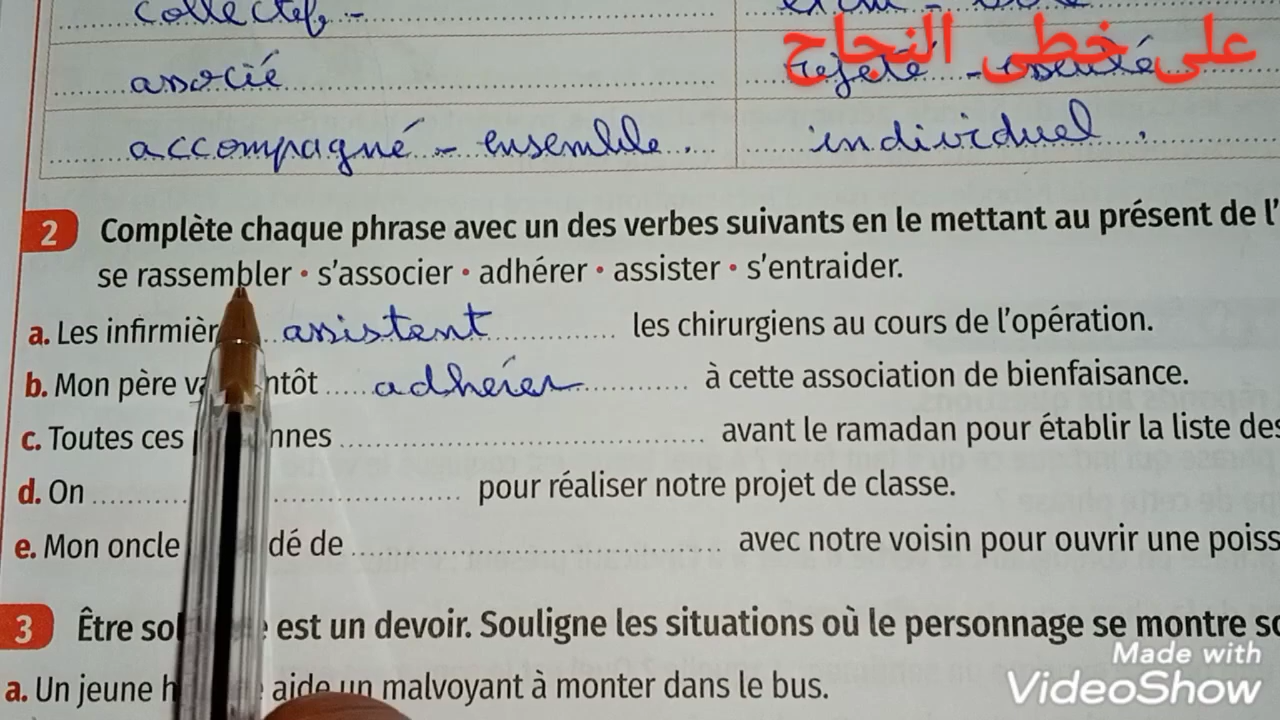 collectif -
على خطى النجاح
associé rejeté -
accompagné - ensemble. individuel.
2 Complète chaque phrase avec un des verbes suivants en le mettant au présent de l'
se rassembler • s'associer • adhérer • assister • s'entraider.
a. Les infirmièr assistent les chirurgiens au cours de l'opération.
b. Mon père va ntôt adhérer à cette association de bienfaisance.
c. Toutes ces nnes avant le ramadan pour établir la liste des
d. On pour réaliser notre projet de classe.
e. Mon oncle dé de avec notre voisin pour ouvrir une poiss
3 Être sol e est un devoir. Souligne les situations où le personnage se montre so
a. Un jeune h aide un malvoyant à monter dans le bus.
Made with
VideoShow